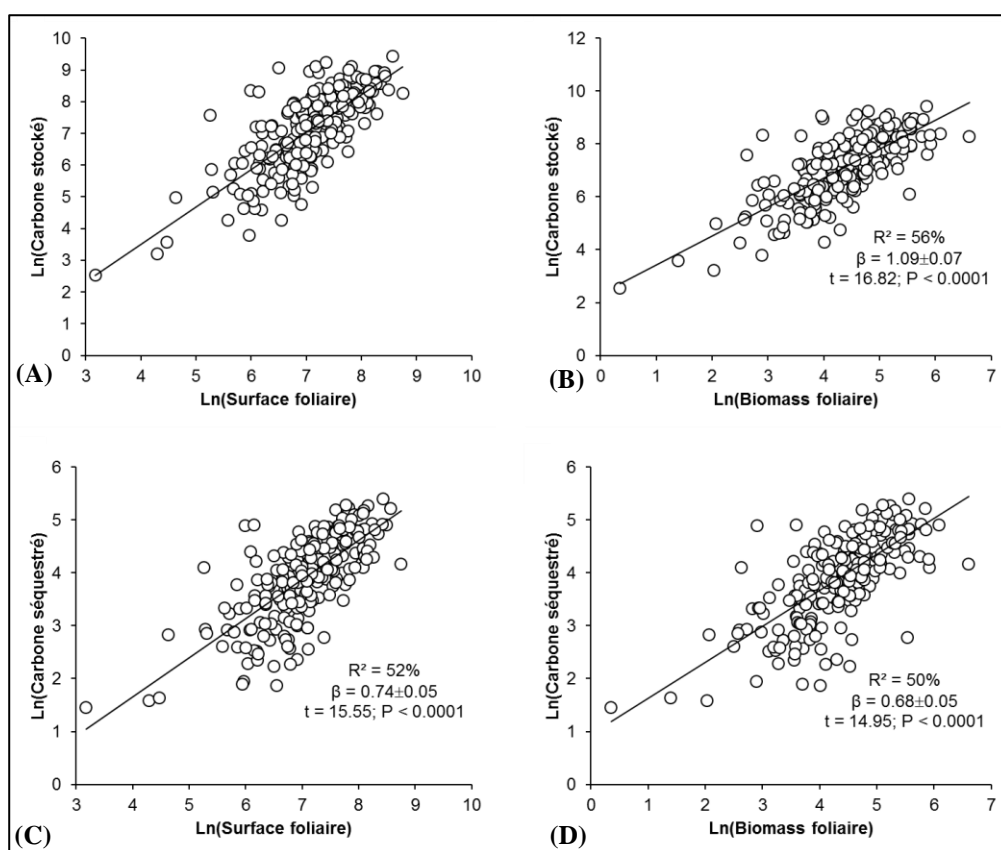 10
9
8
7
6
5
4
3
2
1
0
Ln(Carbone stocké)
3 4 5 6 7 8 9 10
Ln(Surface foliaire)
(A)
12
10
8
6
4
2
0
Ln(Carbone stocké)
R² = 56%
β = 1.09±0.07
t = 16.82; P < 0.0001
0 1 2 3 4 5 6 7
Ln(Biomass foliaire)
(B)
6
5
4
3
2
1
0
Ln(Carbone séquestré)
R² = 52%
β = 0.74±0.05
t = 15.55; P < 0.0001
3 4 5 6 7 8 9 10
Ln(Surface foliaire)
(C)
6
5
4
3
2
1
0
Ln(Carbone séquestré)
R² = 50%
β = 0.68±0.05
t = 14.95; P < 0.0001
0 1 2 3 4 5 6 7
Ln(Biomass foliaire)
(D)